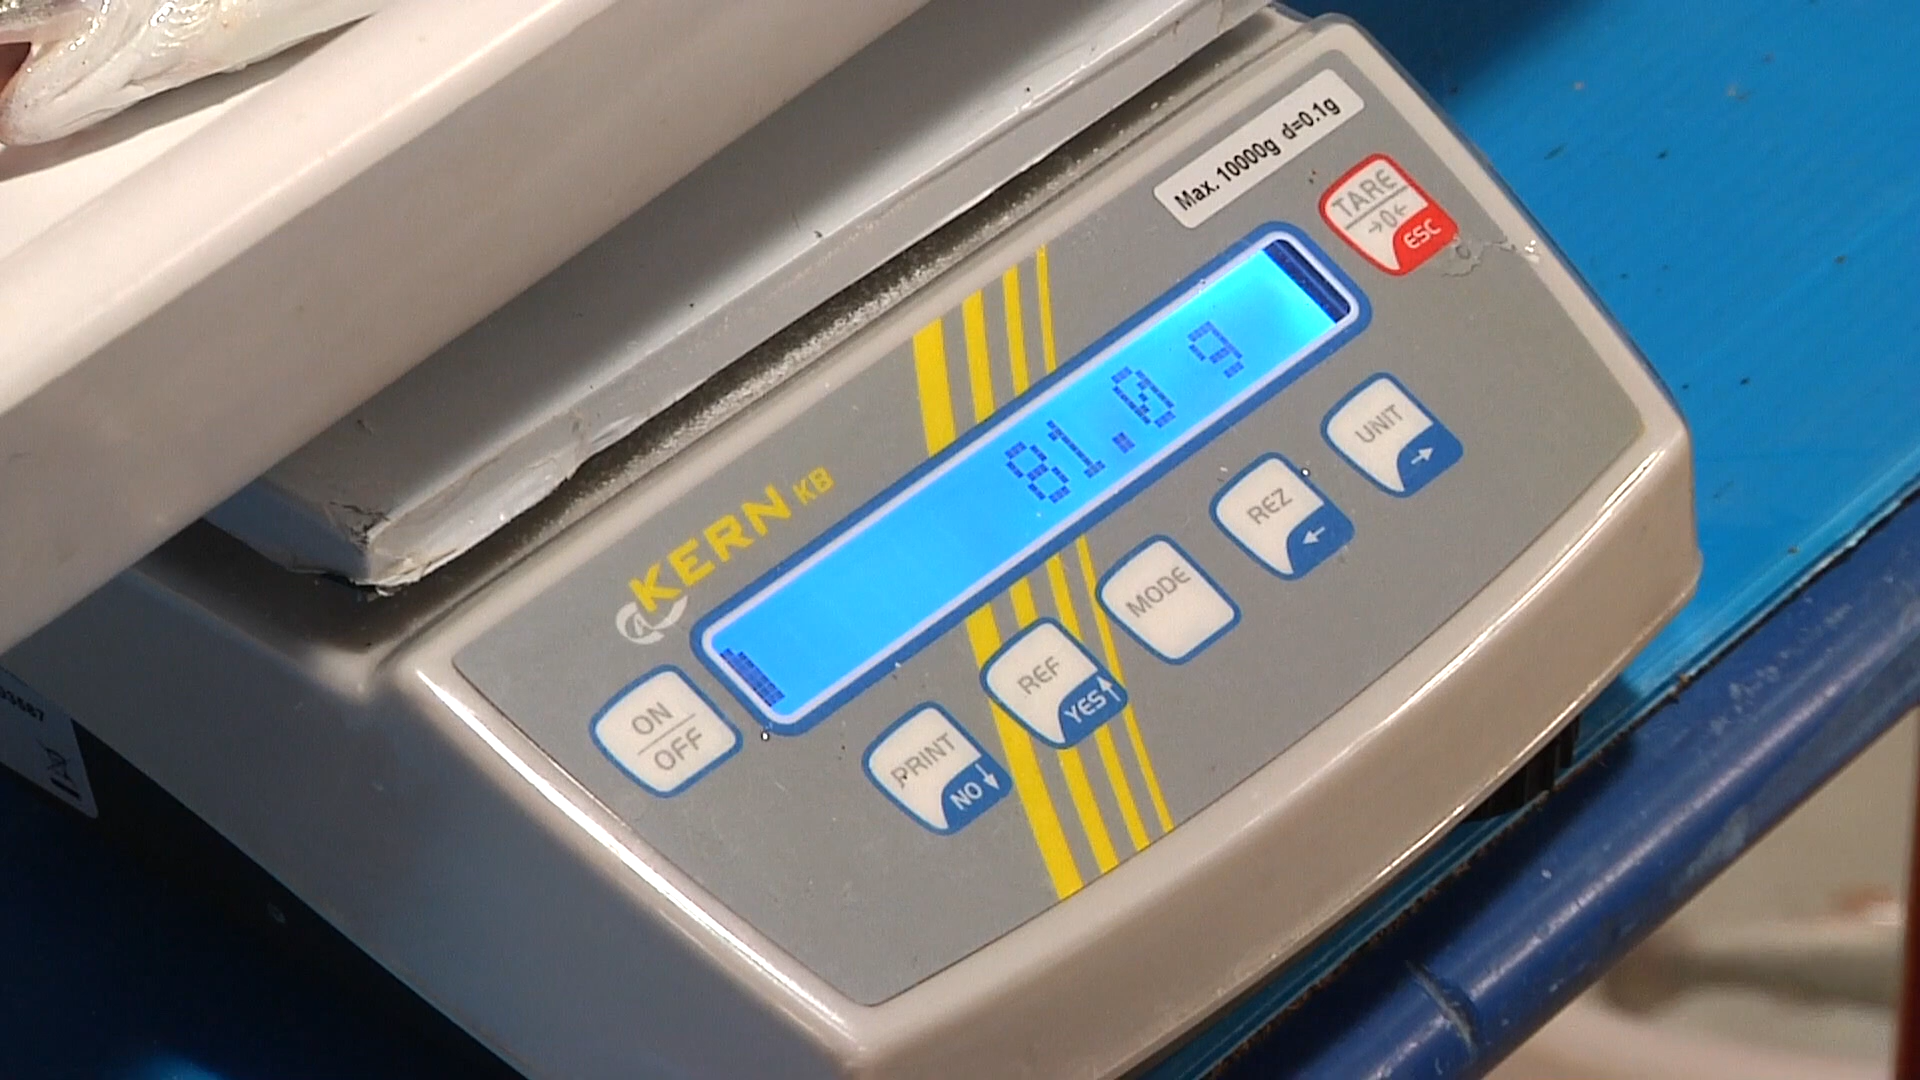 Max. 10000g d=0.1g
TARE
→0←
ESC
81.0 g
KERN KB
UNIT
→
REZ
←
MODE
REF
YES↑
PRINT
NO↓
ON
OFF